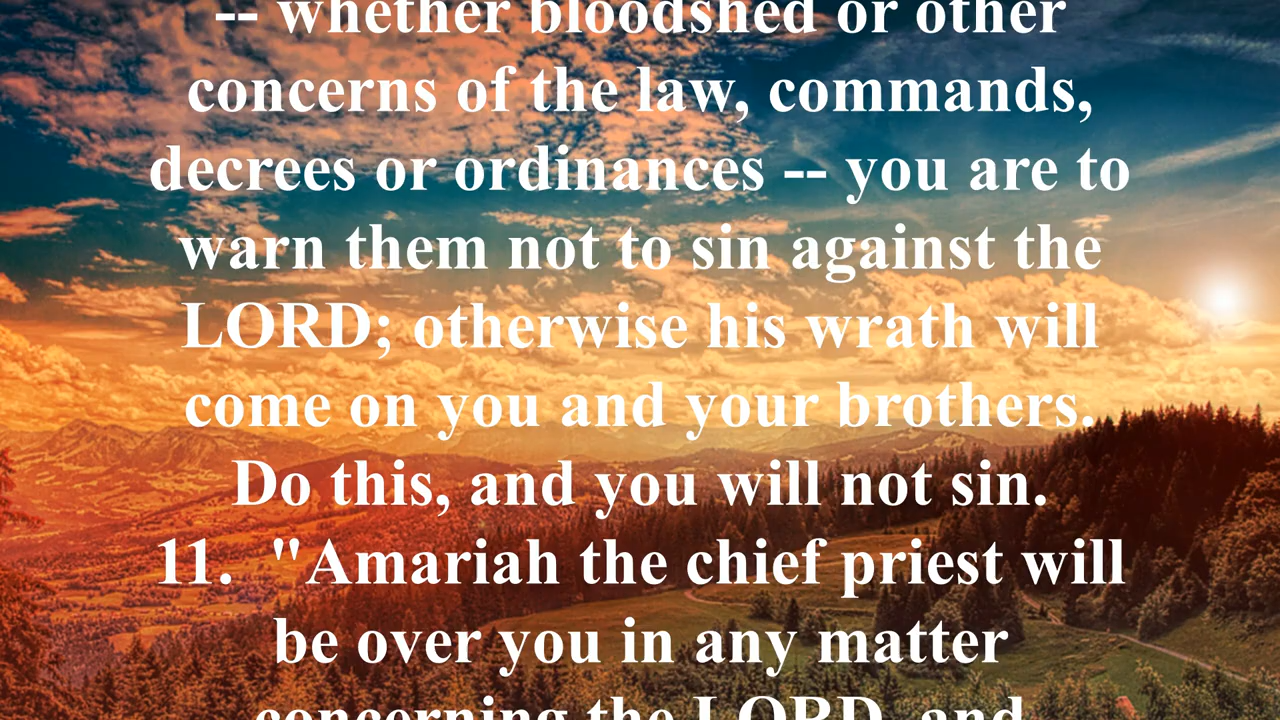 -- whether bloodshed or other
concerns of the law, commands,
decrees or ordinances -- you are to
warn them not to sin against the
LORD; otherwise his wrath will
come on you and your brothers.
Do this, and you will not sin.
11. "Amariah the chief priest will
be over you in any matter
concerning the LORD, and